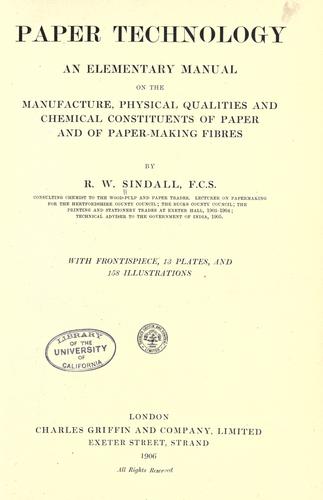 PAPER TECHNOLOGY
AN ELEMENTARY MANUAL
ON THE
MANUFACTURE, PHYSICAL QUALITIES AND
CHEMICAL CONSTITUENTS OF PAPER
AND OF PAPER-MAKING FIBRES
BY
R. W. SINDALL, F.C.S.
CONSULTING CHEMIST TO THE WOOD-PULP AND PAPER TRADES. LECTURER ON PAPERMAKING
FOR THE HERTFORDSHIRE COUNTY COUNCIL; THE BUCKS COUNTY COUNCIL; THE
PRINTING AND STATIONERY TRADES AT EXETER HALL, 1903-1904;
TECHNICAL ADVISER TO THE GOVERNMENT OF INDIA, 1905.
WITH FRONTISPIECE, 13 PLATES, AND
158 ILLUSTRATIONS
LIBRARY
OF THE
UNIVERSITY
OF
CALIFORNIA
LONDON
CHARLES GRIFFIN AND COMPANY, LIMITED
EXETER STREET, STRAND
1906
All Rights Reserved